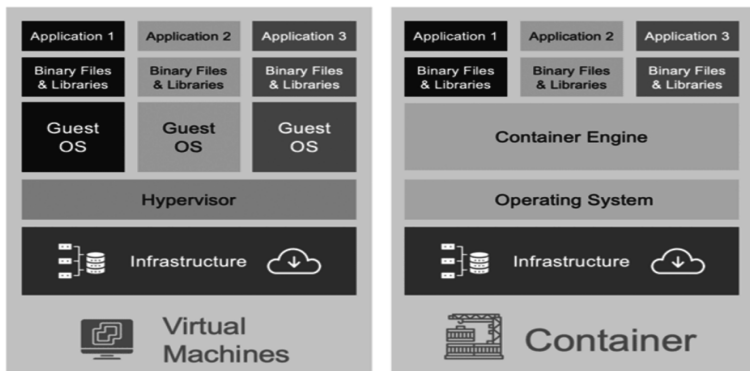 Application 1
Application 2
Application 3
Binary Files
& Libraries
Binary Files
& Libraries
Binary Files
& Libraries
Guest
OS
Guest
OS
Guest
OS
Hypervisor
Infrastructure
Virtual
Machines
Application 1
Application 2
Application 3
Binary Files
& Libraries
Binary Files
& Libraries
Binary Files
& Libraries
Container Engine
Operating System
Infrastructure
Container